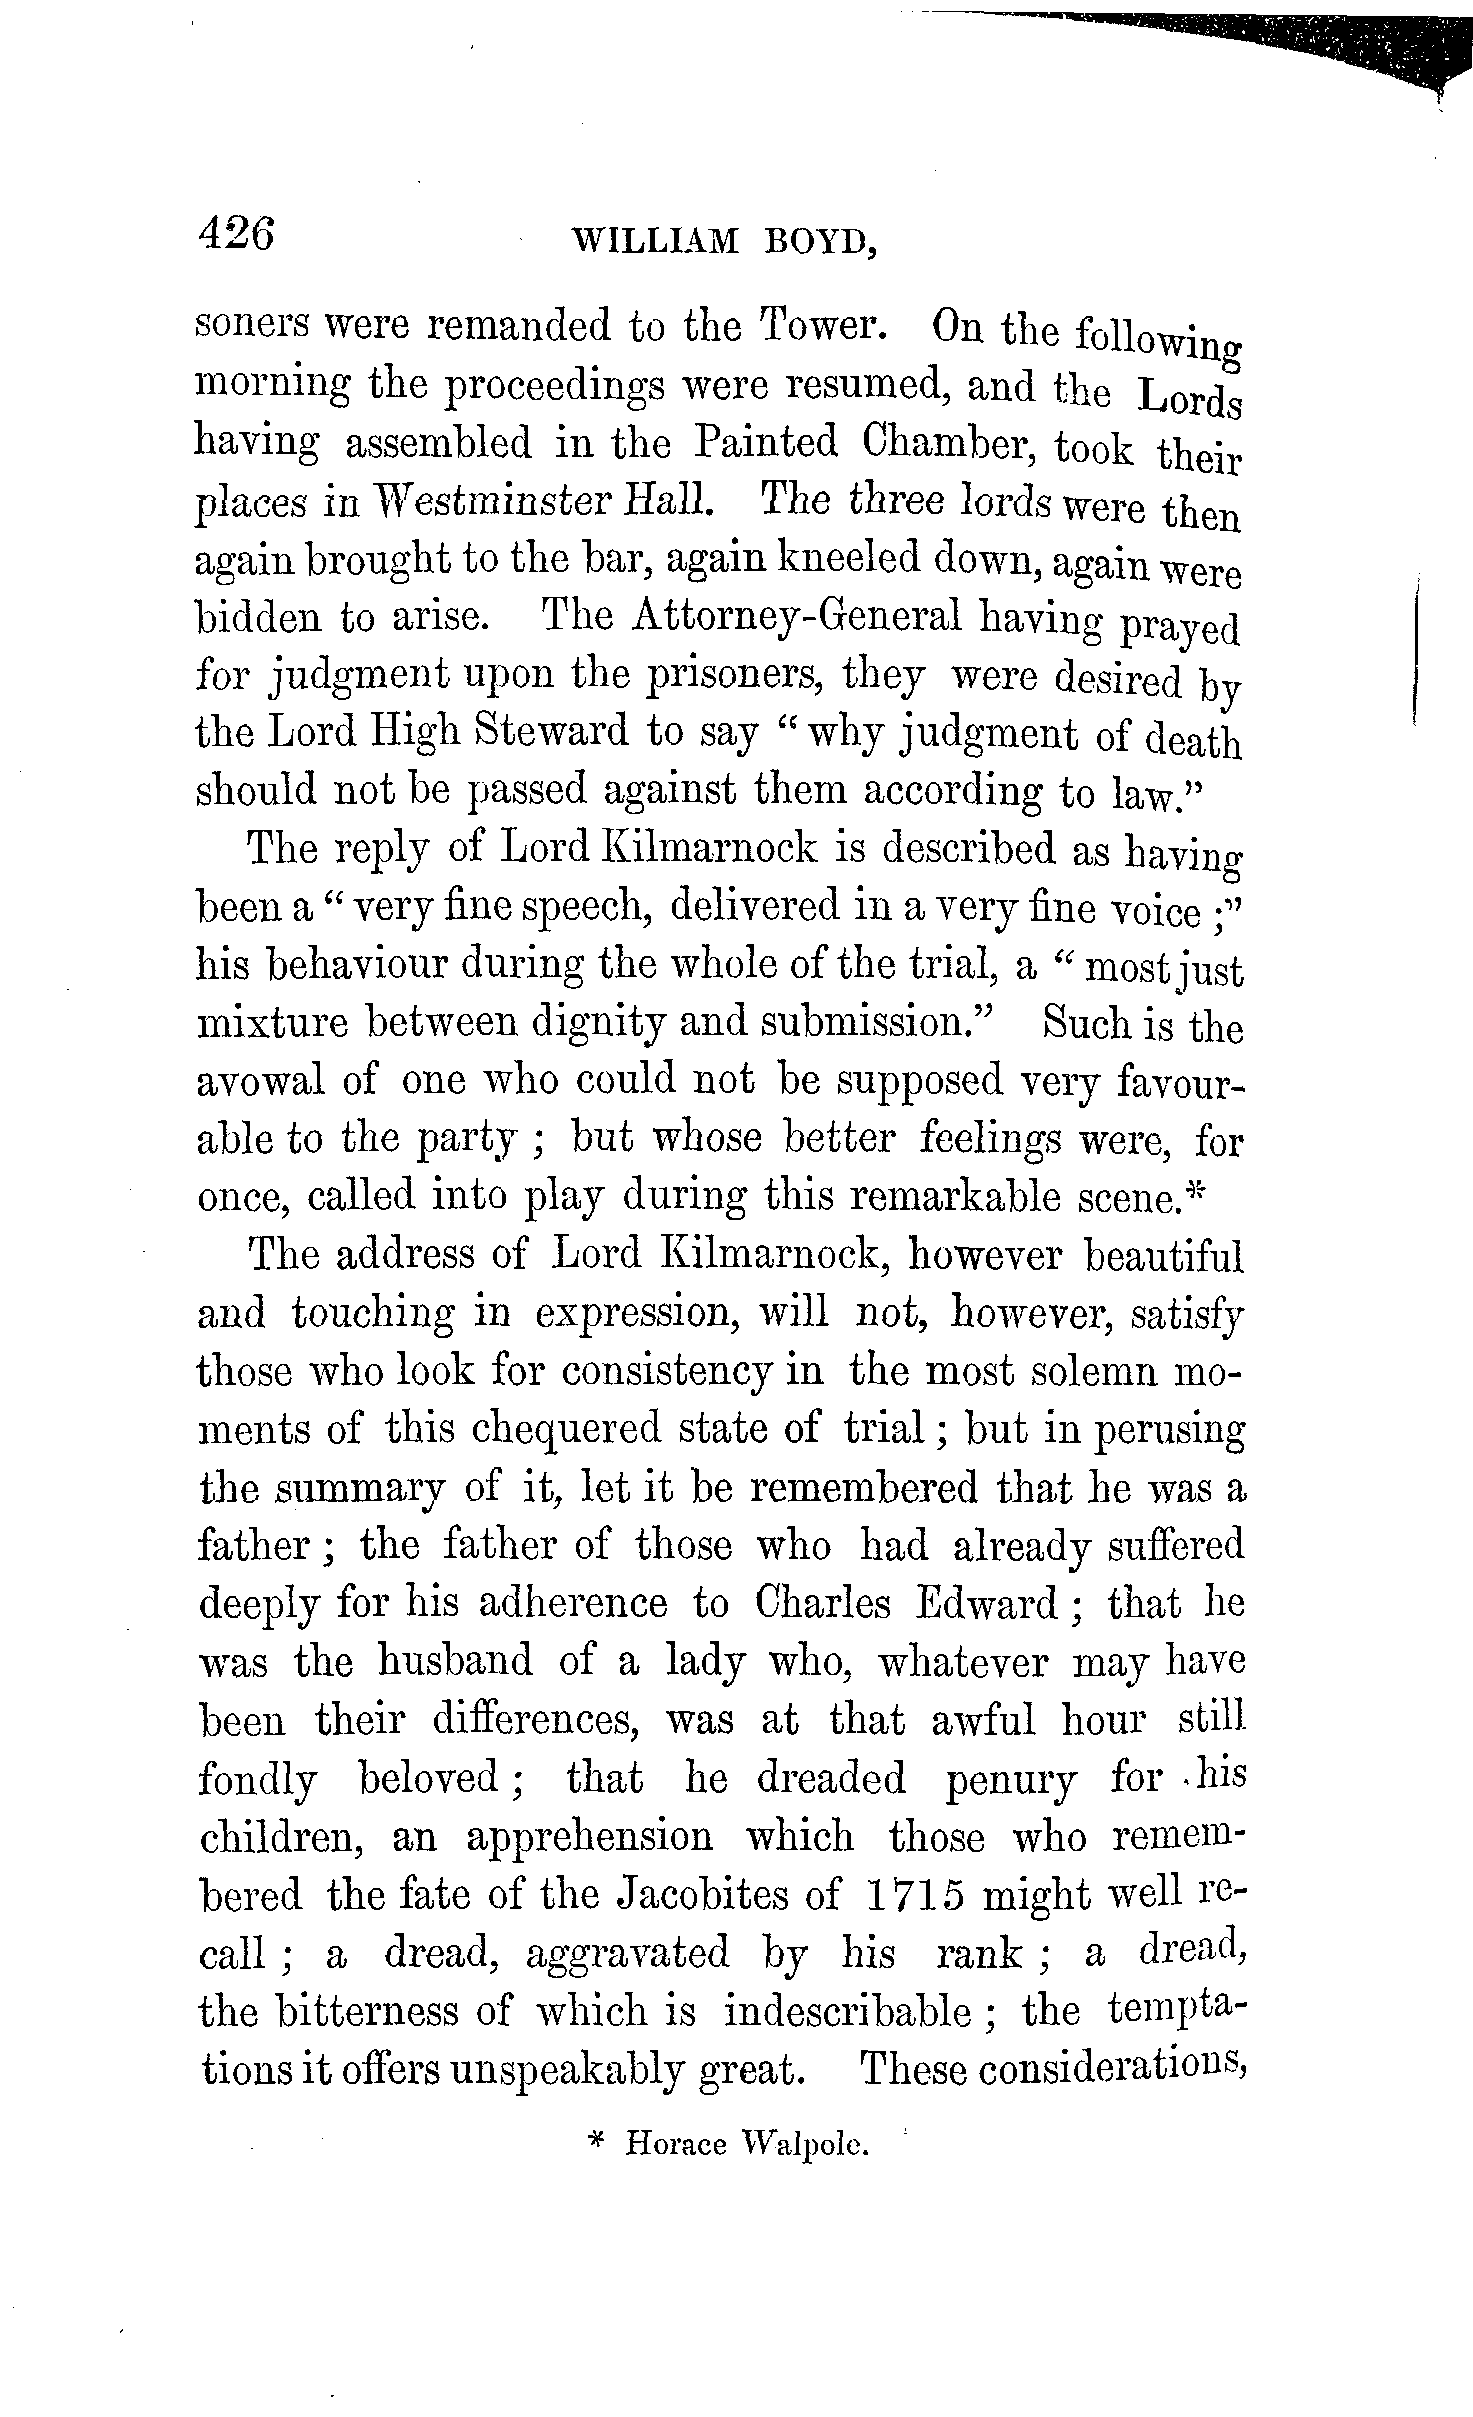 426 WILLIAM BOYD,
soners were remanded to the Tower. On the following
morning the proceedings were resumed, and the Lords
having assembled in the Painted Chamber, took their
places in Westminster Hall. The three lords were then
again brought to the bar, again kneeled down, again were
bidden to arise. The Attorney-General having prayed
for judgment upon the prisoners, they were desired by
the Lord High Steward to say " why judgment of death
should not be passed against them according to law."
The reply of Lord Kilmarnock is described as having
been a " very fine speech, delivered in a very fine voice ;"
his behaviour during the whole of the trial, a " most just
mixture between dignity and submission." Such is the
avowal of one who could not be supposed very favour-
able to the party ; but whose better feelings were, for
once, called into play during this remarkable scene.*
The address of Lord Kilmarnock, however beautiful
and touching in expression, will not, however, satisfy
those who look for consistency in the most solemn mo-
ments of this chequered state of trial ; but in perusing
the summary of it, let it be remembered that he was a
father ; the father of those who had already suffered
deeply for his adherence to Charles Edward ; that he
was the husband of a lady who, whatever may have
been their differences, was at that awful hour still
fondly beloved ; that he dreaded penury for his
children, an apprehension which those who remem-
bered the fate of the Jacobites of 1715 might well re-
call ; a dread, aggravated by his rank ; a dread,
the bitterness of which is indescribable ; the tempta-
tions it offers unspeakably great. These considerations,
* Horace Walpole.